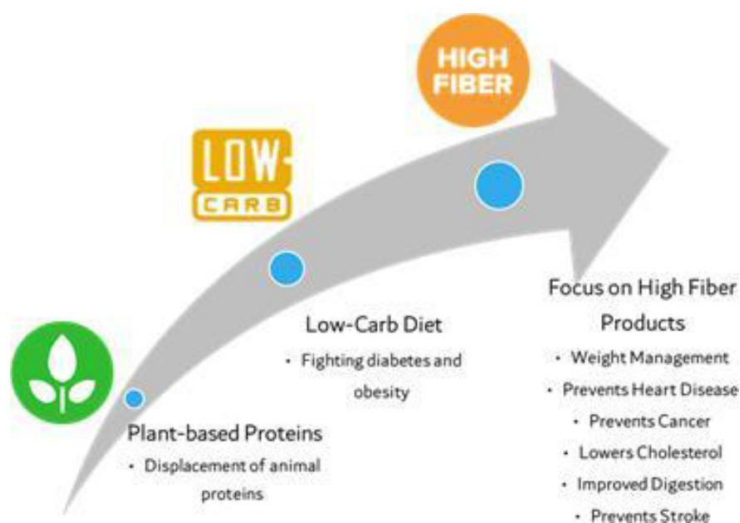 HIGH
FIBER
LOW-
CARB
Plant-based Proteins
• Displacement of animal
proteins
Low-Carb Diet
• Fighting diabetes and
obesity
Focus on High Fiber
Products
• Weight Management
• Prevents Heart Disease
• Prevents Cancer
• Lowers Cholesterol
• Improved Digestion
• Prevents Stroke